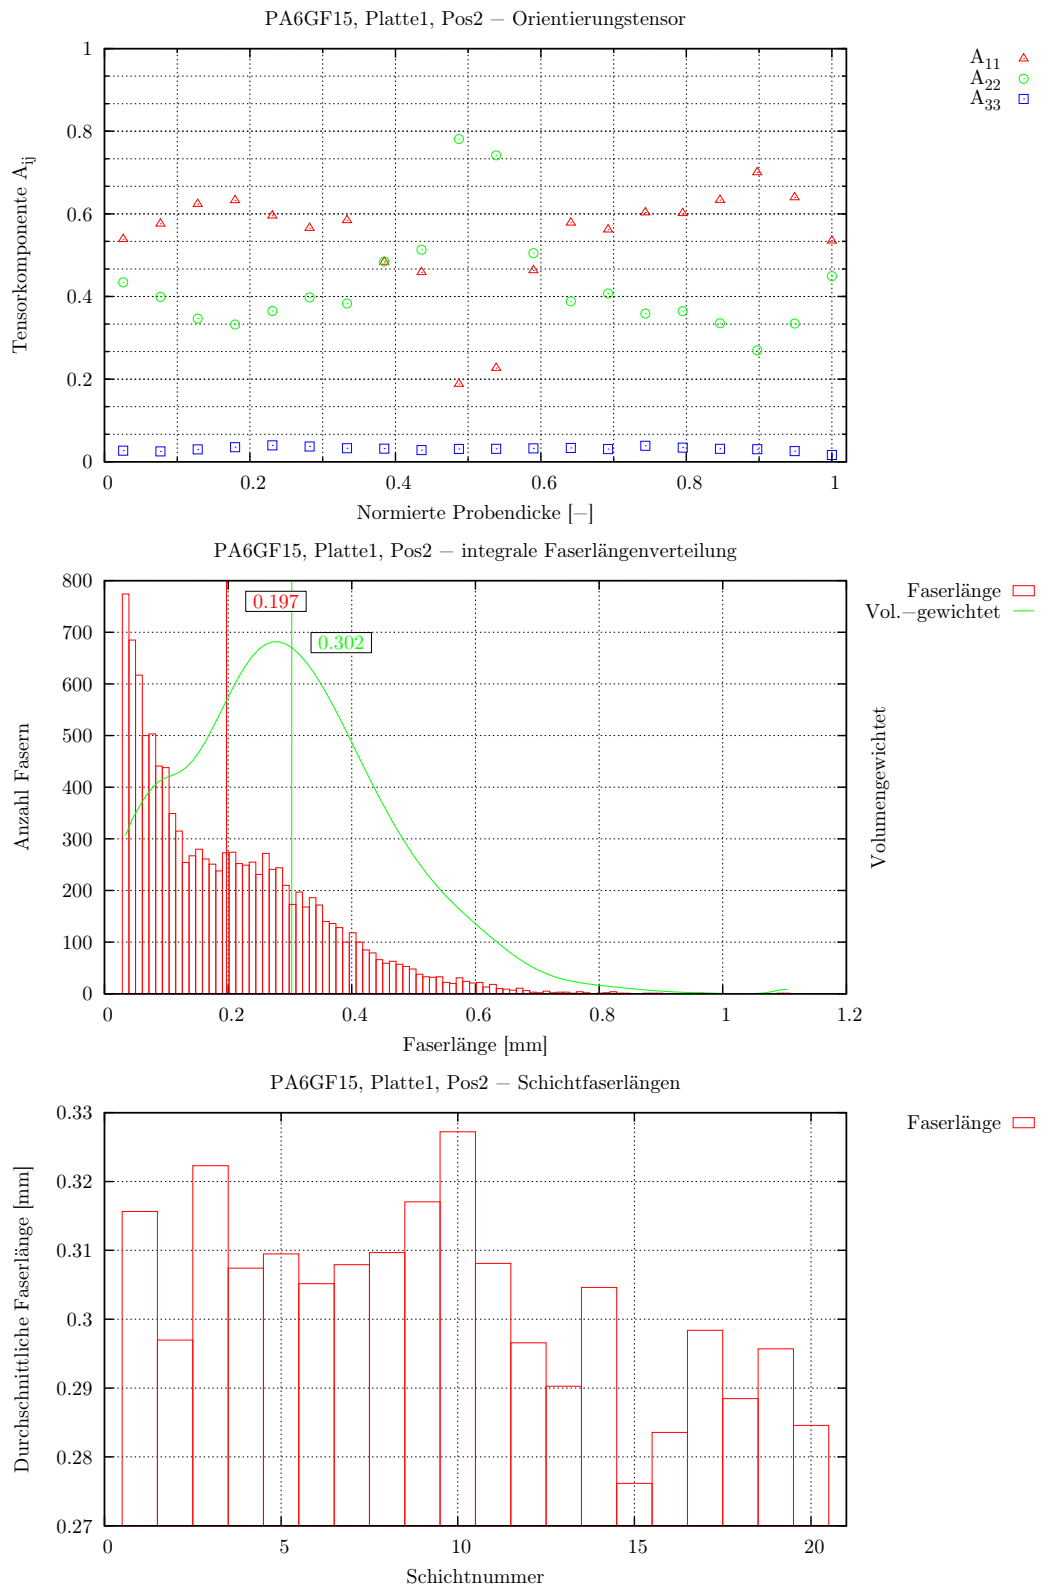 PA6GF15, Platte1, Pos2 − Orientierungstensor
A11
A22
A33
Tensorkomponente Aij
1
0.8
0.6
0.4
0.2
0
0 0.2 0.4 0.6 0.8 1
Normierte Probendicke [−]
PA6GF15, Platte1, Pos2 − integrale Faserlängenverteilung
Faserlänge
Vol.−gewichtet
0.197
0.302
Anzahl Fasern
Volumengewichtet
800
700
600
500
400
300
200
100
0
0 0.2 0.4 0.6 0.8 1 1.2
Faserlänge [mm]
PA6GF15, Platte1, Pos2 − Schichtfaserlängen
Faserlänge
Durchschnittliche Faserlänge [mm]
0.33
0.32
0.31
0.3
0.29
0.28
0.27
0 5 10 15 20
Schichtnummer